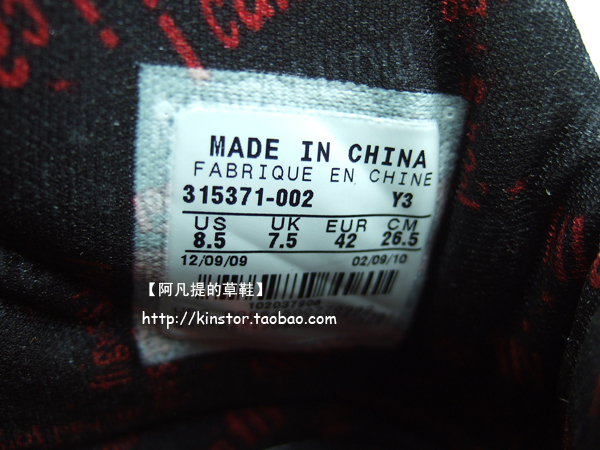 I can
MADE IN CHINA
FABRIQUE EN CHINE
315371-002 Y3
US UK EUR CM
8.5 7.5 42 26.5
12/09/09 02/09/10
【阿凡提的草鞋】
http://kinstor.taobao.com